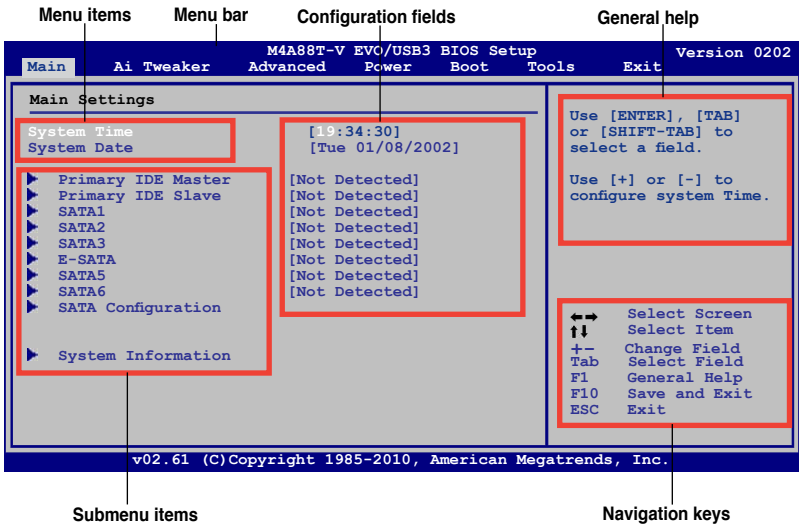 Menu items Menu bar Configuration fields General help
M4A88T-V EVO/USB3 BIOS Setup Version 0202
Main Ai Tweaker Advanced Power Boot Tools Exit
Main Settings
System Time [19:34:30]
System Date [Tue 01/08/2002]
Primary IDE Master [Not Detected]
Primary IDE Slave [Not Detected]
SATA1 [Not Detected]
SATA2 [Not Detected]
SATA3 [Not Detected]
E-SATA [Not Detected]
SATA5 [Not Detected]
SATA6 [Not Detected]
SATA Configuration
System Information
Use [ENTER], [TAB]
or [SHIFT-TAB] to
select a field.
Use [+] or [-] to
configure system Time.
←→ Select Screen
↑↓ Select Item
+- Change Field
Tab Select Field
F1 General Help
F10 Save and Exit
ESC Exit
v02.61 (C)Copyright 1985-2010, American Megatrends, Inc.
Submenu items Navigation keys